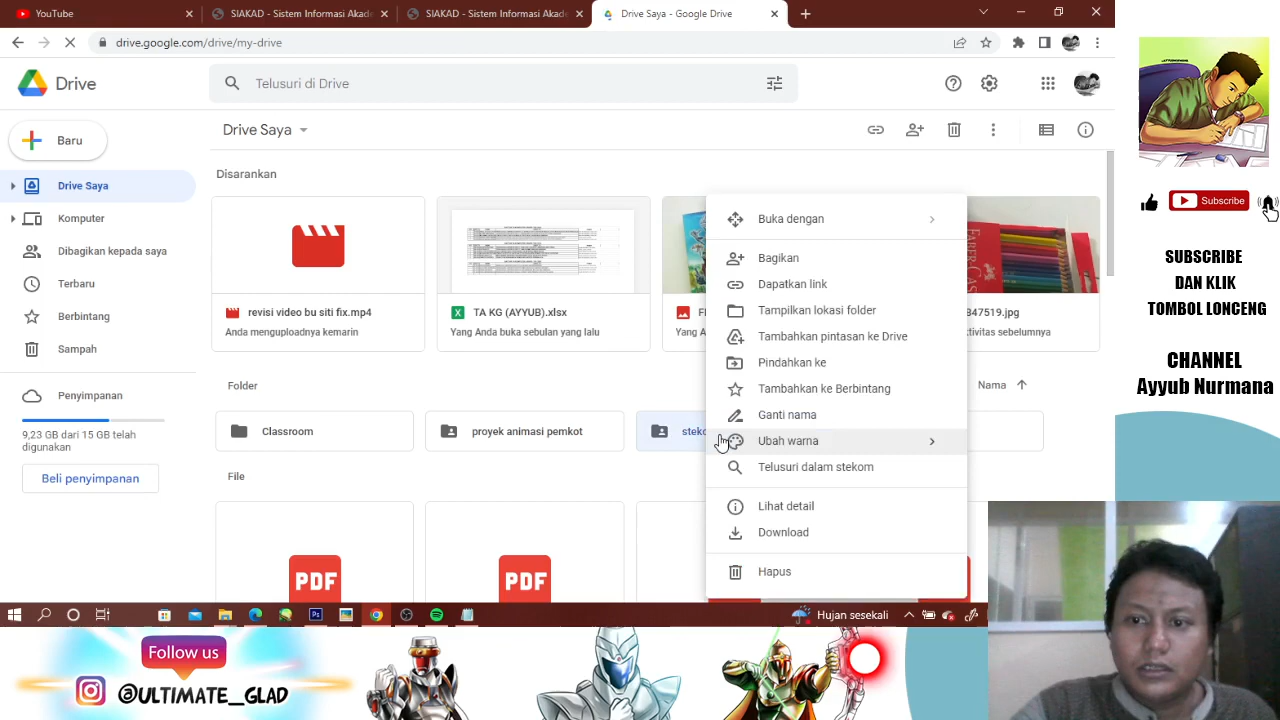 YouTube
SIAKAD - Sistem Informasi Akade
SIAKAD - Sistem Informasi Akade
Drive Saya - Google Drive
drive.google.com/drive/my-drive
Drive
Telusuri di Drive
Baru
Drive Saya
Drive Saya
Komputer
Dibagikan kepada saya
Terbaru
Berbintang
Sampah
Penyimpanan
9,23 GB dari 15 GB telah
digunakan
Beli penyimpanan
Disarankan
revisi video bu siti fix.mp4
Anda menguploadnya kemarin
TA KG (AYYUB).xlsx
Yang Anda buka sebulan yang lalu
Yang A
847519.jpg
tivitas sebelumnya
Folder
Nama
Classroom
proyek animasi pemkot
steko
File
PDF
PDF
Buka dengan
Bagikan
Dapatkan link
Tampilkan lokasi folder
Tambahkan pintasan ke Drive
Pindahkan ke
Tambahkan ke Berbintang
Ganti nama
Ubah warna
Telusuri dalam stekom
Lihat detail
Download
Hapus
Hujan sesekali
Subscribe
SUBSCRIBE
DAN KLIK
TOMBOL LONCENG
CHANNEL
Ayyub Nurmana
Follow us
@ULTIMATE_GLAD